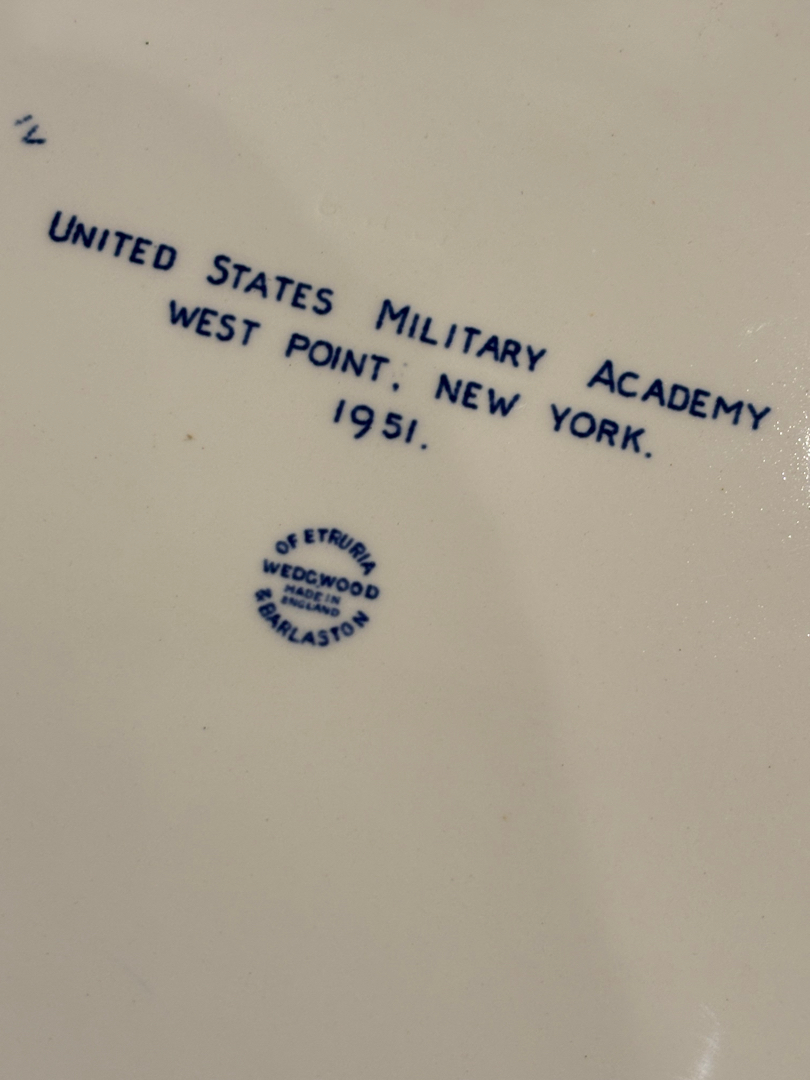 UNITED STATES MILITARY ACADEMY
WEST POINT, NEW YORK.
1951.
OF ETRURIA
WEDGWOOD
MADE IN
ENGLAND
& BARLASTON